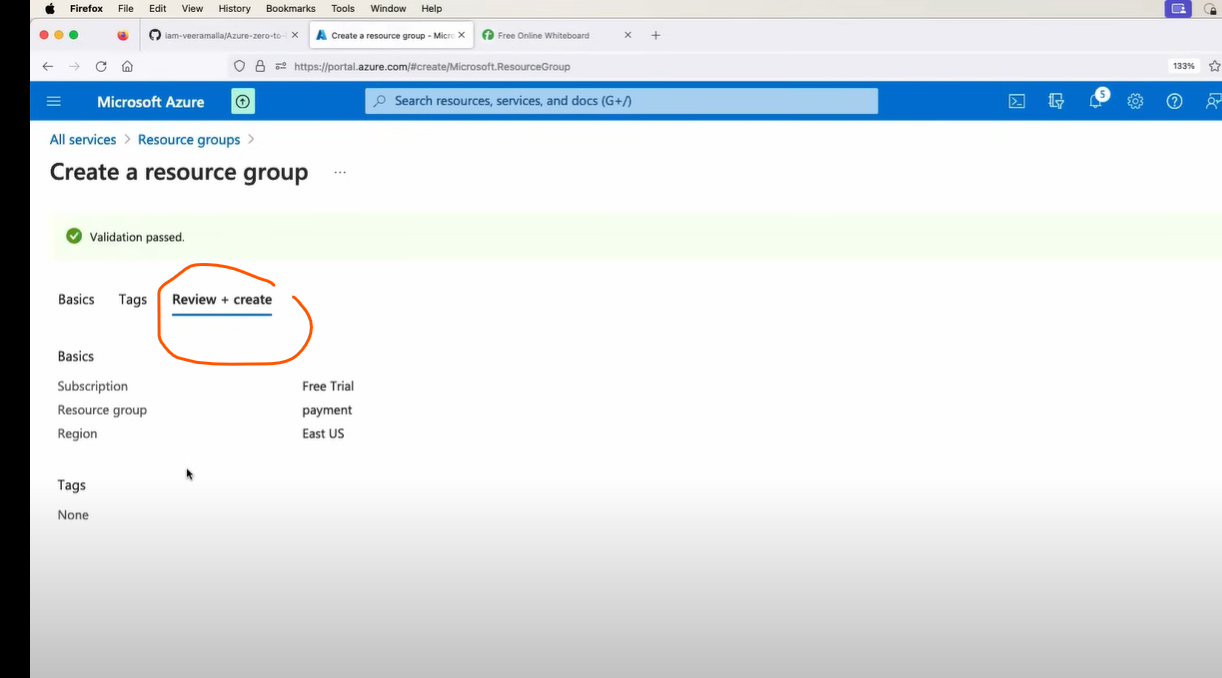 Firefox File Edit View History Bookmarks Tools Window Help
iam-veeramalla/Azure-zero-to- Create a resource group - Micro Free Online Whiteboard
https://portal.azure.com/#create/Microsoft.ResourceGroup 133%
Microsoft Azure Search resources, services, and docs (G+/) 5
All services > Resource groups >
Create a resource group ...
Validation passed.
Basics Tags Review + create
Basics
Subscription Free Trial
Resource group payment
Region East US
Tags
None